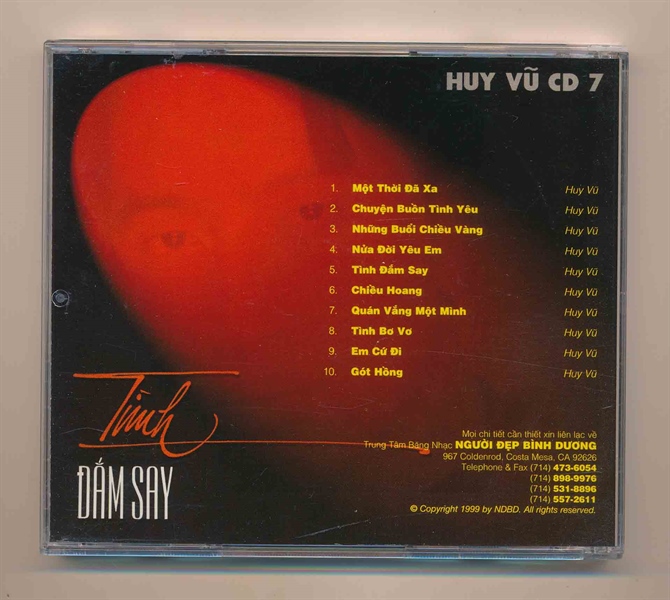 HUY VŨ CD 7
1. Một Thời Đã Xa Huy Vũ
2. Chuyện Buồn Tình Yêu Huy Vũ
3. Những Buổi Chiều Vàng Huy Vũ
4. Nửa Đời Yêu Em Huy Vũ
5. Tình Đắm Say Huy Vũ
6. Chiều Hoang Huy Vũ
7. Quán Vắng Một Mình Huy Vũ
8. Tình Bơ Vơ Huy Vũ
9. Em Cứ Đi Huy Vũ
10. Gót Hồng Huy Vũ
Tình
ĐẮM SAY
Mọi chi tiết cần thiết xin liên lạc về
Trung Tâm Băng Nhạc NGƯỜI ĐẸP BÌNH DƯƠNG
967 Coldenrod, Costa Mesa, CA 92626
Telephone & Fax (714) 473-6054
(714) 898-9976
(714) 531-8896
(714) 557-2611
© Copyright 1999 by NDBD. All rights reserved.